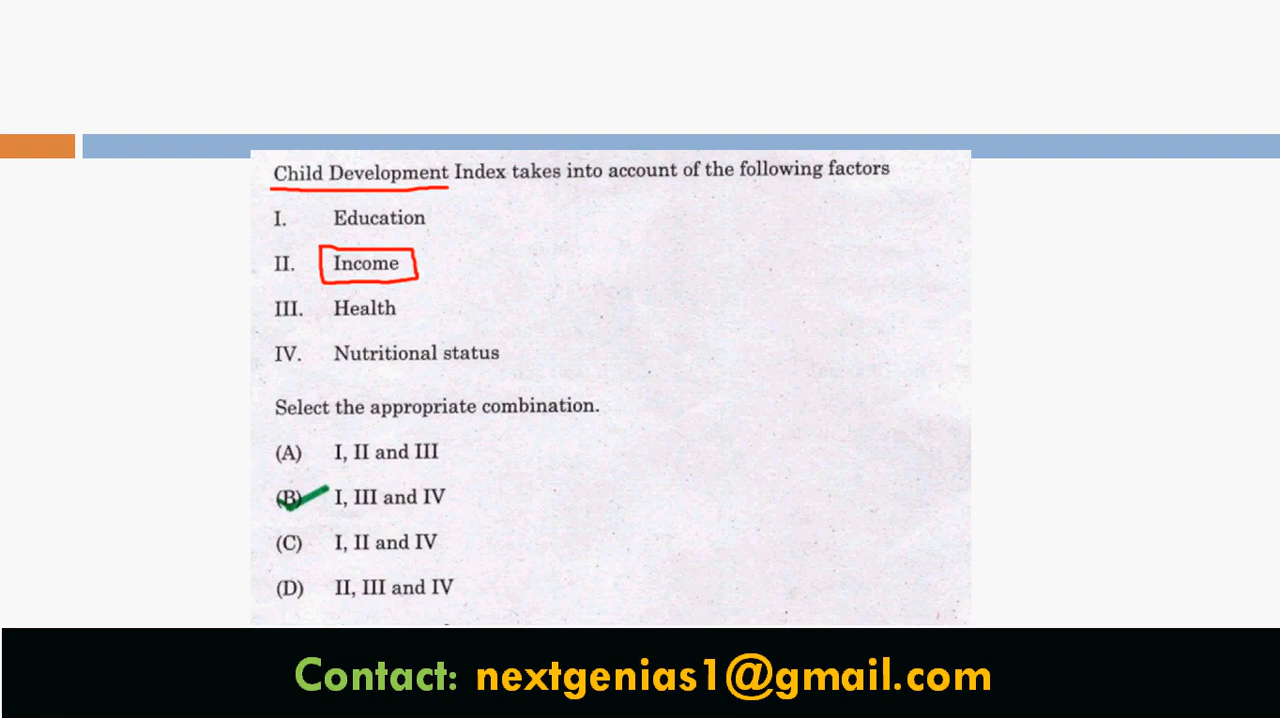 Child Development Index takes into account of the following factors
I. Education
II. Income
III. Health
IV. Nutritional status
Select the appropriate combination.
(A) I, II and III
(B) I, III and IV
(C) I, II and IV
(D) II, III and IV
Contact: nextgenias1@gmail.com